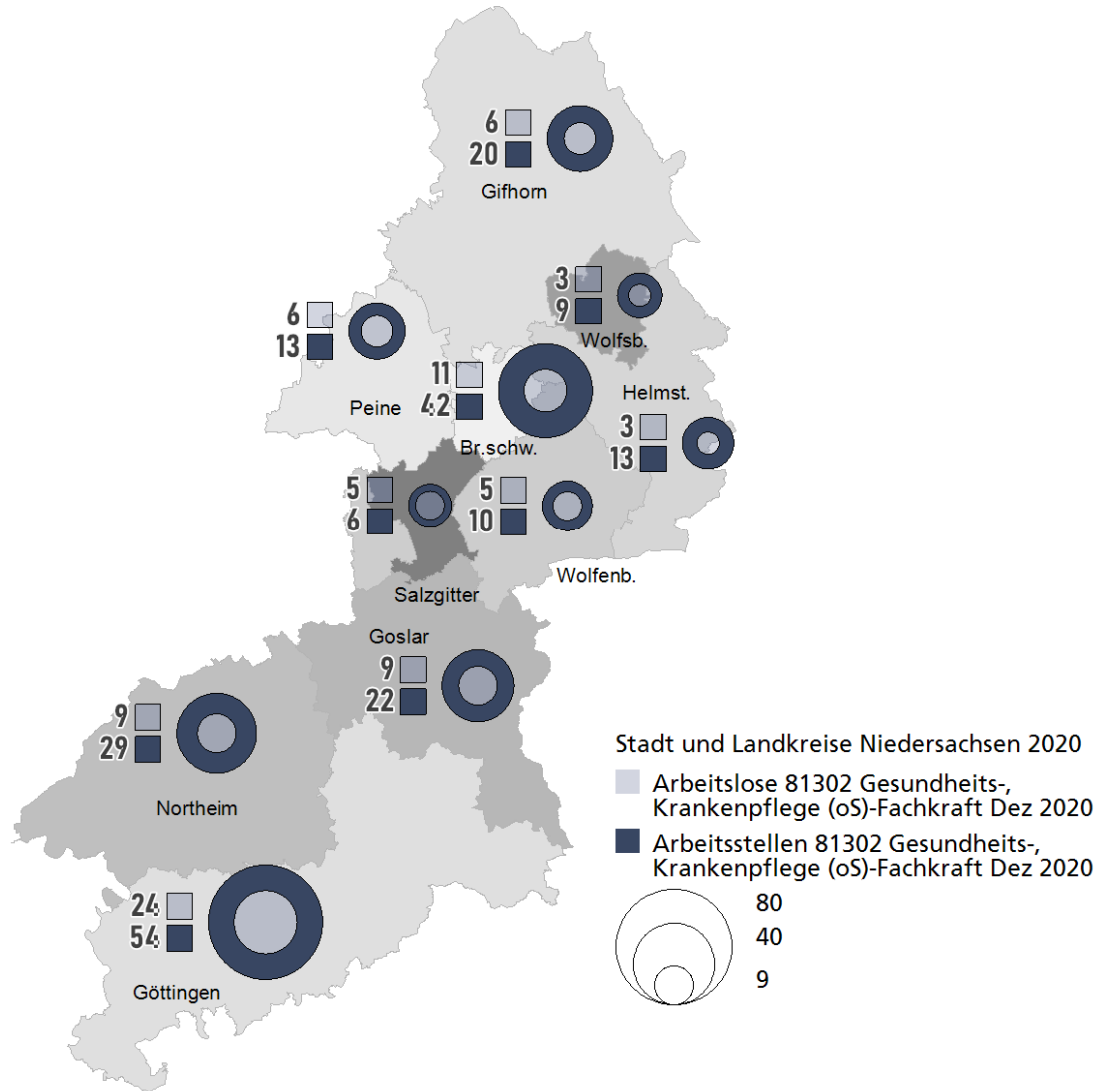 6
20
Gifhorn
3
9
Wolfsb.
6
13
Peine
11
42
Br.schw.
Helmst.
3
13
5
6
Salzgitter
5
10
Wolfenb.
Goslar
9
22
9
29
Northeim
24
54
Göttingen
Stadt und Landkreise Niedersachsen 2020
Arbeitslose 81302 Gesundheits-,
Krankenpflege (oS)-Fachkraft Dez 2020
Arbeitsstellen 81302 Gesundheits-,
Krankenpflege (oS)-Fachkraft Dez 2020
80
40
9